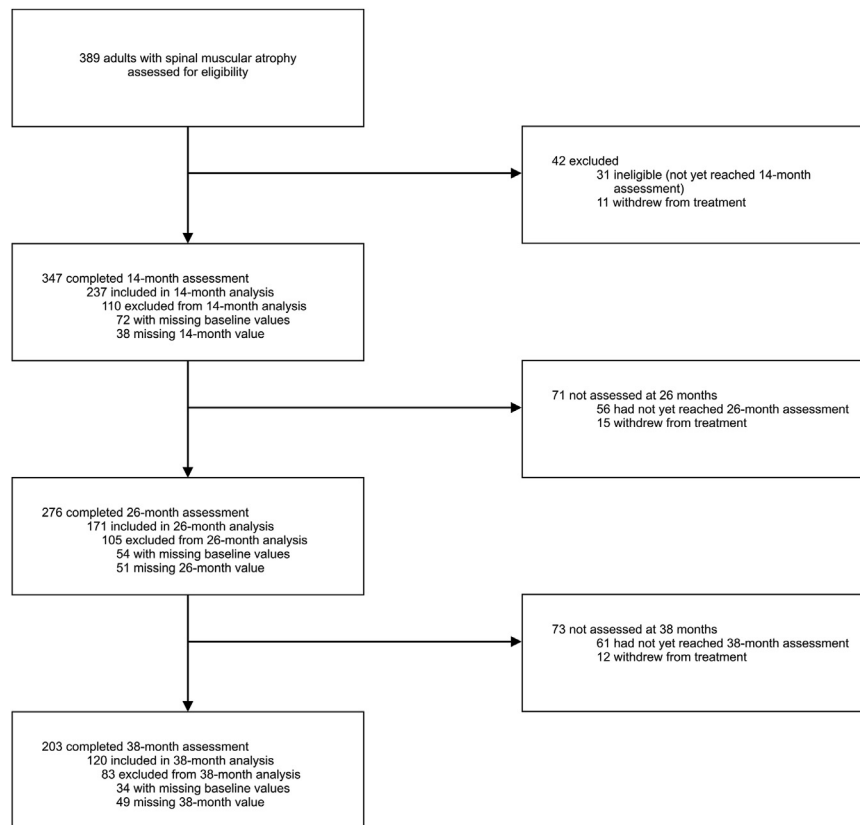 389 adults with spinal muscular atrophy
assessed for eligibility
42 excluded
31 ineligible (not yet reached 14-month
assessment)
11 withdrew from treatment
347 completed 14-month assessment
237 included in 14-month analysis
110 excluded from 14-month analysis
72 with missing baseline values
38 missing 14-month value
71 not assessed at 26 months
56 had not yet reached 26-month assessment
15 withdrew from treatment
276 completed 26-month assessment
171 included in 26-month analysis
105 excluded from 26-month analysis
54 with missing baseline values
51 missing 26-month value
73 not assessed at 38 months
61 had not yet reached 38-month assessment
12 withdrew from treatment
203 completed 38-month assessment
120 included in 38-month analysis
83 excluded from 38-month analysis
34 with missing baseline values
49 missing 38-month value